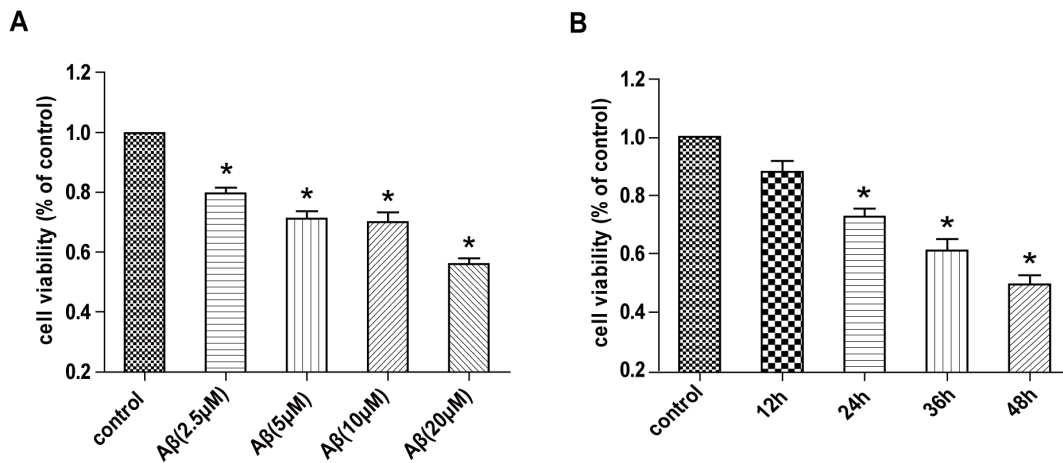 A
cell viability (% of control)
1.2
1.0
0.8
0.6
0.4
0.2
*
*
*
*
control
Aβ(2.5μM)
Aβ(5μM)
Aβ(10μM)
Aβ(20μM)
B
cell viability (% of control)
1.2
1.0
0.8
0.6
0.4
0.2
*
*
*
control
12h
24h
36h
48h